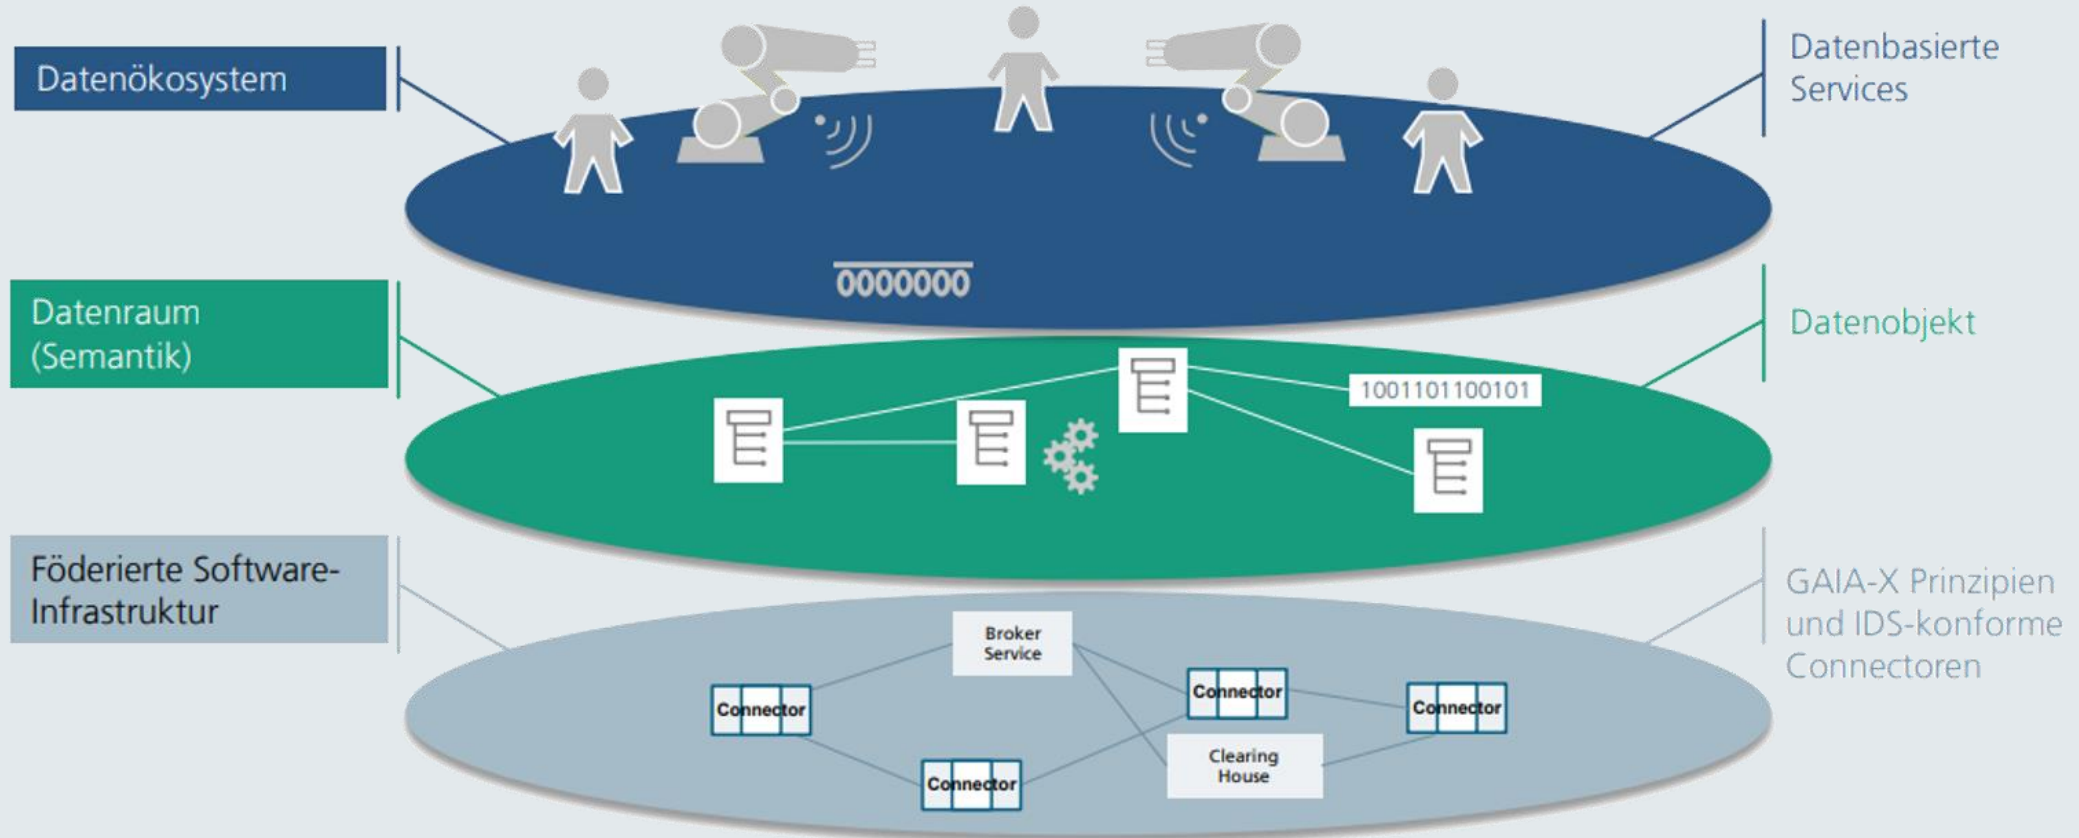 Datenökosystem
Datenbasierte
Services
0000000
Datenraum
(Semantik)
Datenobjekt
1001101100101
Föderierte Software-
Infrastruktur
GAIA-X Prinzipien
und IDS-konforme
Connectoren
Broker
Service
Connector
Connector
Connector
Clearing
House
Connector